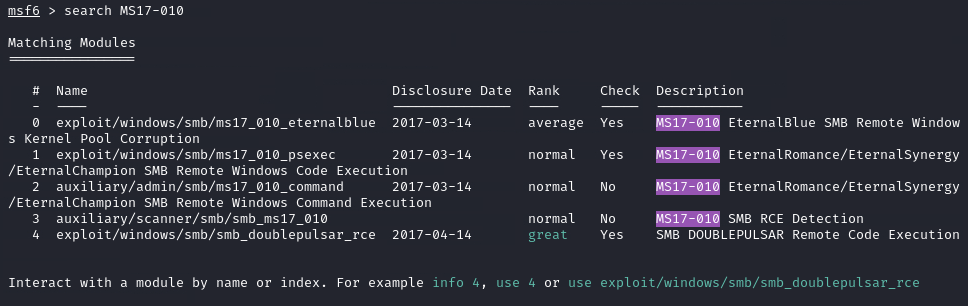 msf6 > search MS17-010
Matching Modules
================
# Name Disclosure Date Rank Check Description
- ---- --------------- ---- ----- -----------
0 exploit/windows/smb/ms17_010_eternalblue 2017-03-14 average Yes MS17-010 EternalBlue SMB Remote Window
s Kernel Pool Corruption
1 exploit/windows/smb/ms17_010_psexec 2017-03-14 normal Yes MS17-010 EternalRomance/EternalSynergy
/EternalChampion SMB Remote Windows Code Execution
2 auxiliary/admin/smb/ms17_010_command 2017-03-14 normal No MS17-010 EternalRomance/EternalSynergy
/EternalChampion SMB Remote Windows Command Execution
3 auxiliary/scanner/smb/smb_ms17_010 normal No MS17-010 SMB RCE Detection
4 exploit/windows/smb/smb_doublepulsar_rce 2017-04-14 great Yes SMB DOUBLEPULSAR Remote Code Execution
Interact with a module by name or index. For example info 4, use 4 or use exploit/windows/smb/smb_doublepulsar_rce